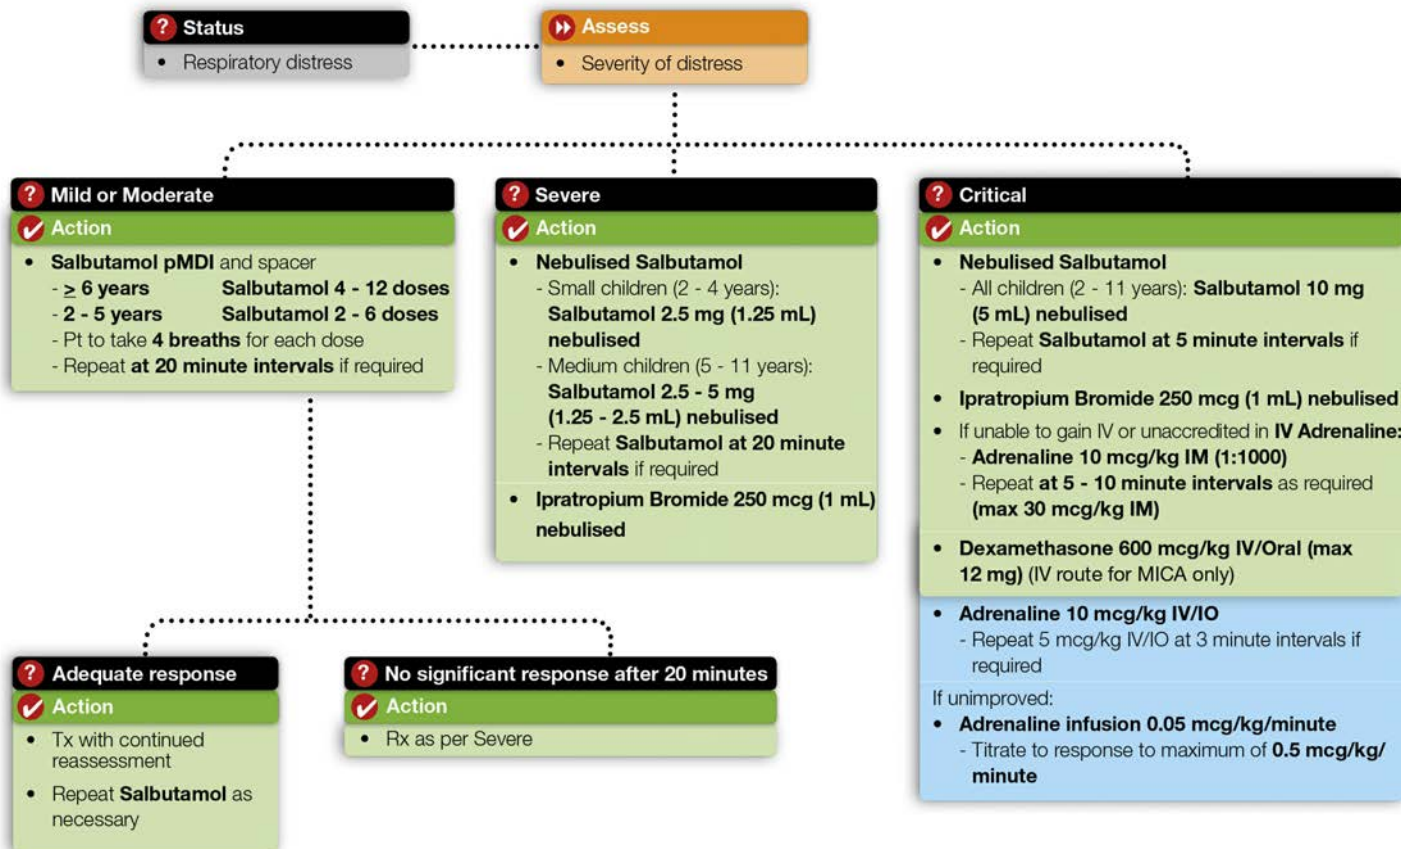 ? Status
• Respiratory distress
Assess
• Severity of distress
? Mild or Moderate
Action
• Salbutamol pMDI and spacer
- ≥ 6 years Salbutamol 4 - 12 doses
- 2 - 5 years Salbutamol 2 - 6 doses
- Pt to take 4 breaths for each dose
- Repeat at 20 minute intervals if required
? Severe
Action
• Nebulised Salbutamol
- Small children (2 - 4 years):
Salbutamol 2.5 mg (1.25 mL)
nebulised
- Medium children (5 - 11 years):
Salbutamol 2.5 - 5 mg
(1.25 - 2.5 mL) nebulised
- Repeat Salbutamol at 20 minute
intervals if required
• Ipratropium Bromide 250 mcg (1 mL)
nebulised
? Critical
Action
• Nebulised Salbutamol
- All children (2 - 11 years): Salbutamol 10 mg
(5 mL) nebulised
- Repeat Salbutamol at 5 minute intervals if
required
• Ipratropium Bromide 250 mcg (1 mL) nebulised
• If unable to gain IV or unaccredited in IV Adrenaline:
- Adrenaline 10 mcg/kg IM (1:1000)
- Repeat at 5 - 10 minute intervals as required
(max 30 mcg/kg IM)
• Dexamethasone 600 mcg/kg IV/Oral (max
12 mg) (IV route for MICA only)
• Adrenaline 10 mcg/kg IV/IO
- Repeat 5 mcg/kg IV/IO at 3 minute intervals if
required
If unimproved:
• Adrenaline infusion 0.05 mcg/kg/minute
- Titrate to response to maximum of 0.5 mcg/kg/
minute
? Adequate response
Action
• Tx with continued
reassessment
• Repeat Salbutamol as
necessary
? No significant response after 20 minutes
Action
• Rx as per Severe